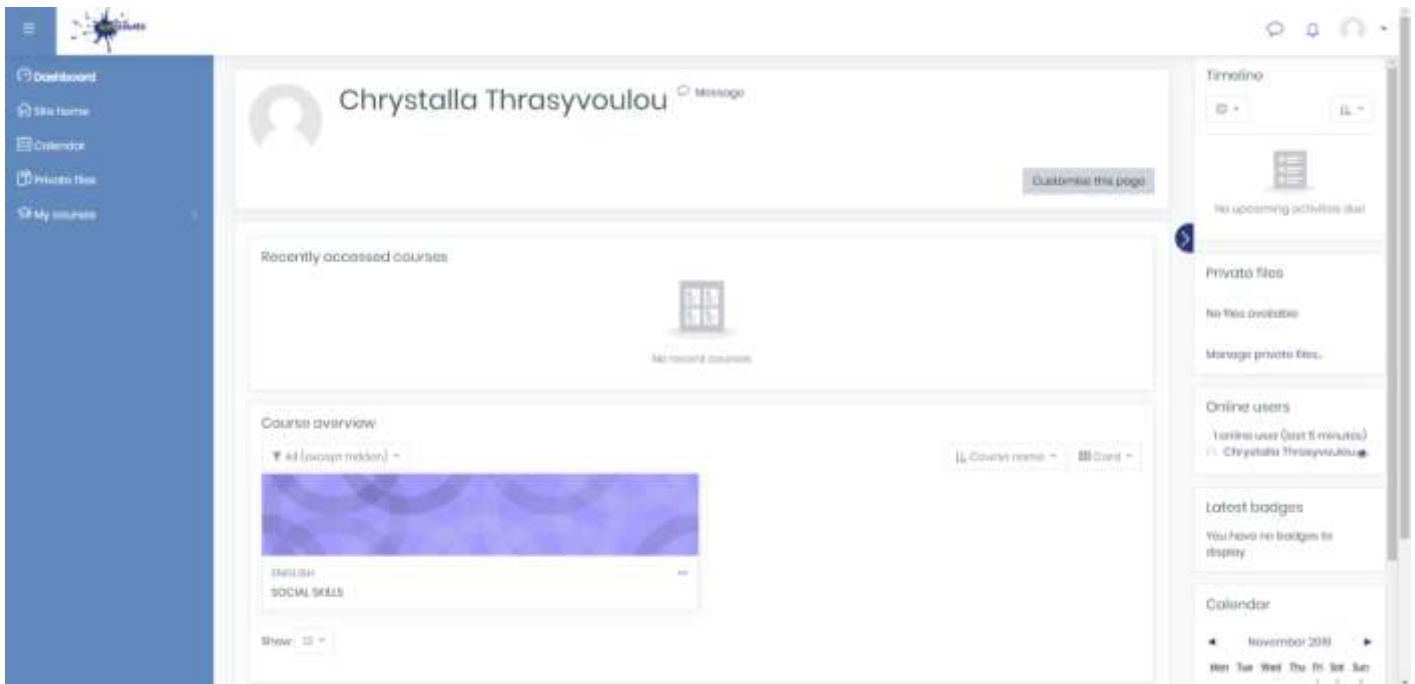 Dashboard
Site home
Calendar
Private files
My courses
Chrystalla Thrasyvoulou Message
Customise this page
Recently accessed courses
No recent courses
Course overview
All (except hidden)
Course name
Card
ENGLISH
SOCIAL SKILLS
Show 12
Timeline
No upcoming activities due
Private files
No files available
Manage private files...
Online users
1 online user (last 5 minutes)
Chrystalla Thrasyvoulou
Latest badges
You have no badges to
display
Calendar
November
Mon Tue Wed Thu Fri Sat Sun